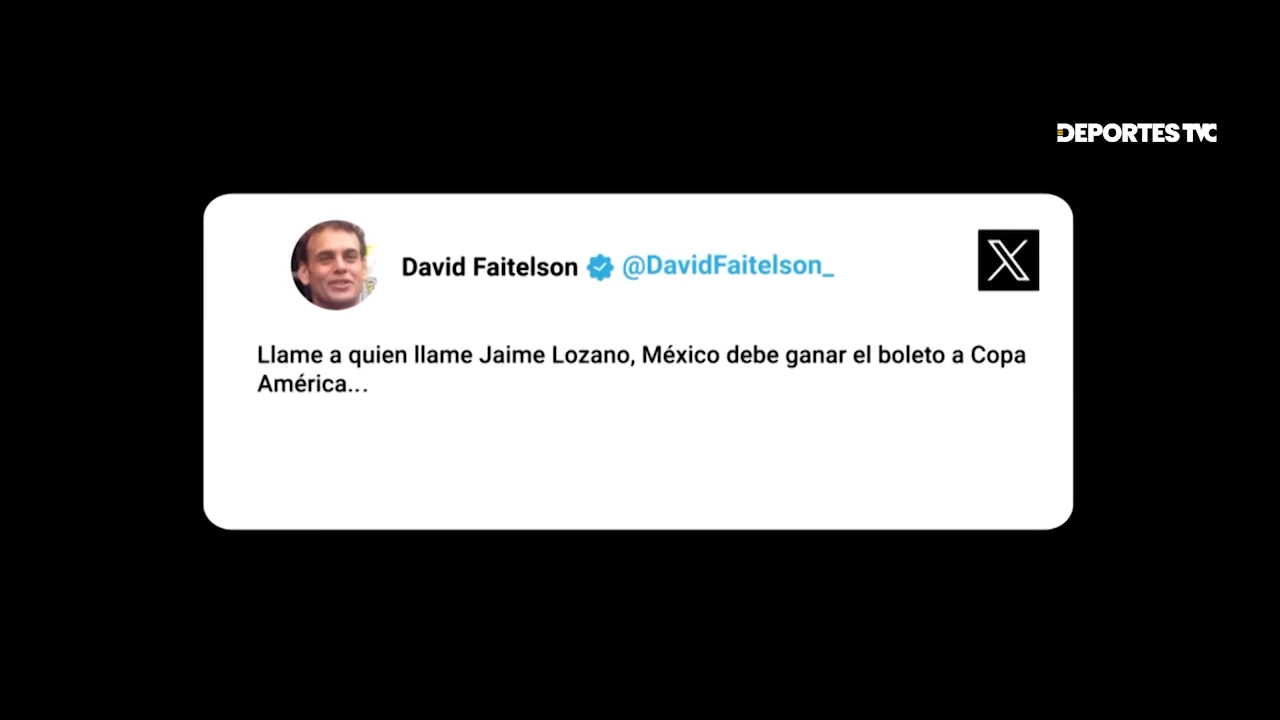 DEPORTES TVC
David Faitelson @DavidFaitelson_
X
Llame a quien llame Jaime Lozano, México debe ganar el boleto a Copa
América...